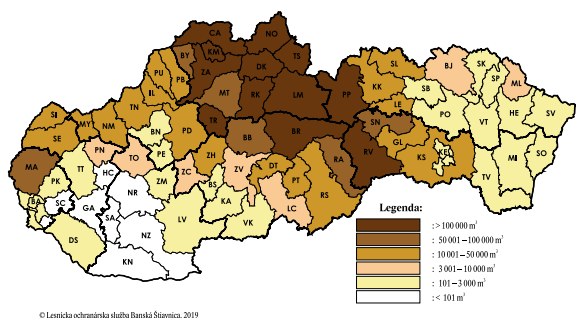 CA NO
BY KM TS
PU ZA DK SL BJ SK ML
IL PB MT RK LM PP KK SB SP
TN LE HE SV
SI MY NM TR SN PO VT
SE BN PD BB BR GL
PN PE ZH RA RV KS KE MI SO
MA TO ZC ZV DT PT TV
TT HC ZM BS RS
PK NR KA LC
BA SC GA LV VK
SA
DS NZ
KN
Legenda:
: > 100 000 m³
: 50 001 – 100 000 m³
: 10 001 – 50 000 m³
: 3 001 – 10 000 m³
: 101 – 3 000 m³
: < 101 m³
© Lesnícka ochranárska služba Banská Štiavnica, 2019